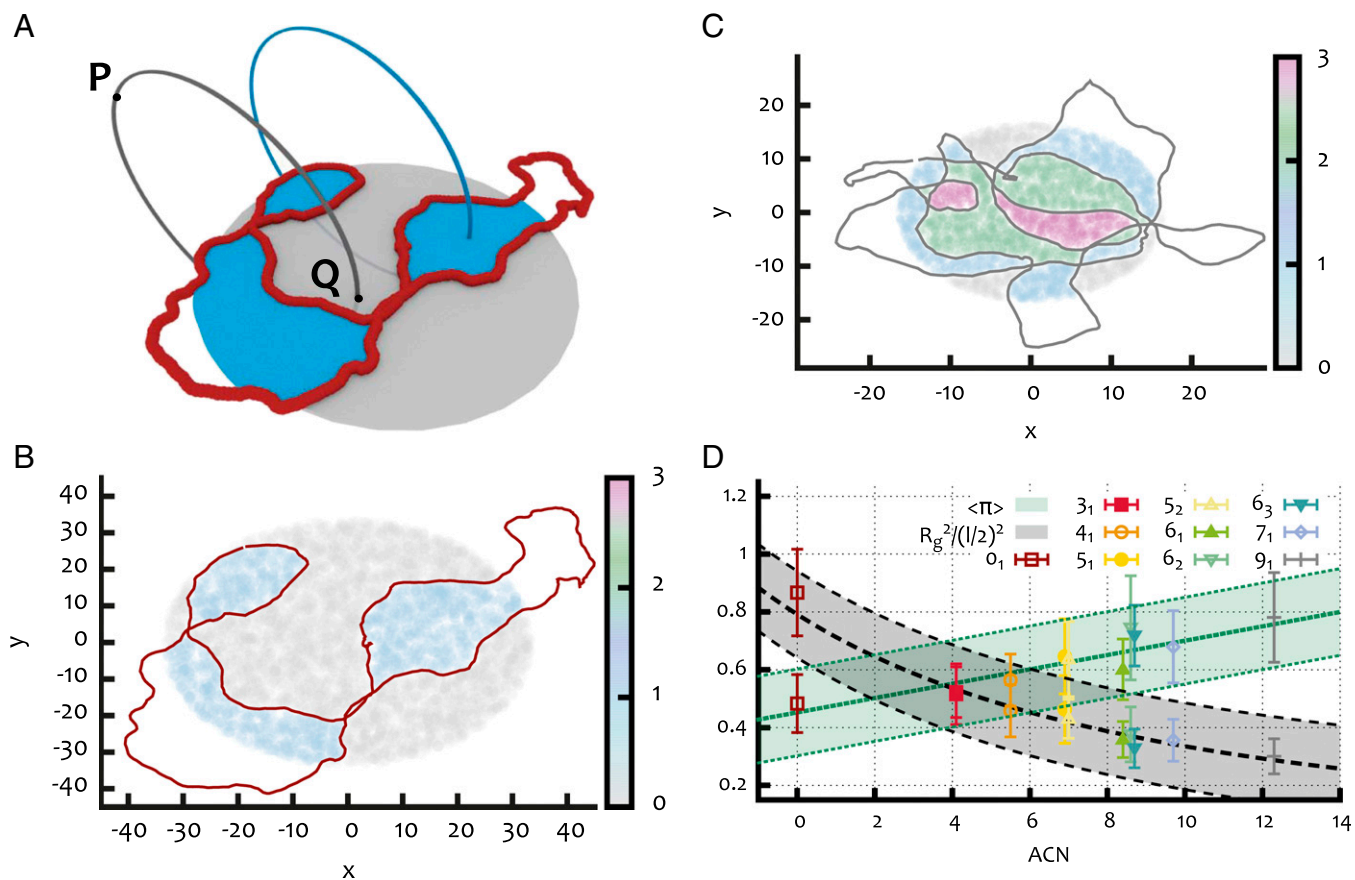 A
P
Q
C
3
2
1
0
20
10
0
-10
-20
y
-20 -10 0 10 20
x
B
3
2
1
0
40
30
20
10
0
-10
-20
-30
-40
y
-40 -30 -20 -10 0 10 20 30 40
x
D
1.2
1
0.8
0.6
0.4
0.2
<π> 3₁ 5₂ 6₃
R_g²/(l/2)² 4₁ 6₁ 7₁
0₁ 5₁ 6₂ 9₁
0 2 4 6 8 10 12 14
ACN